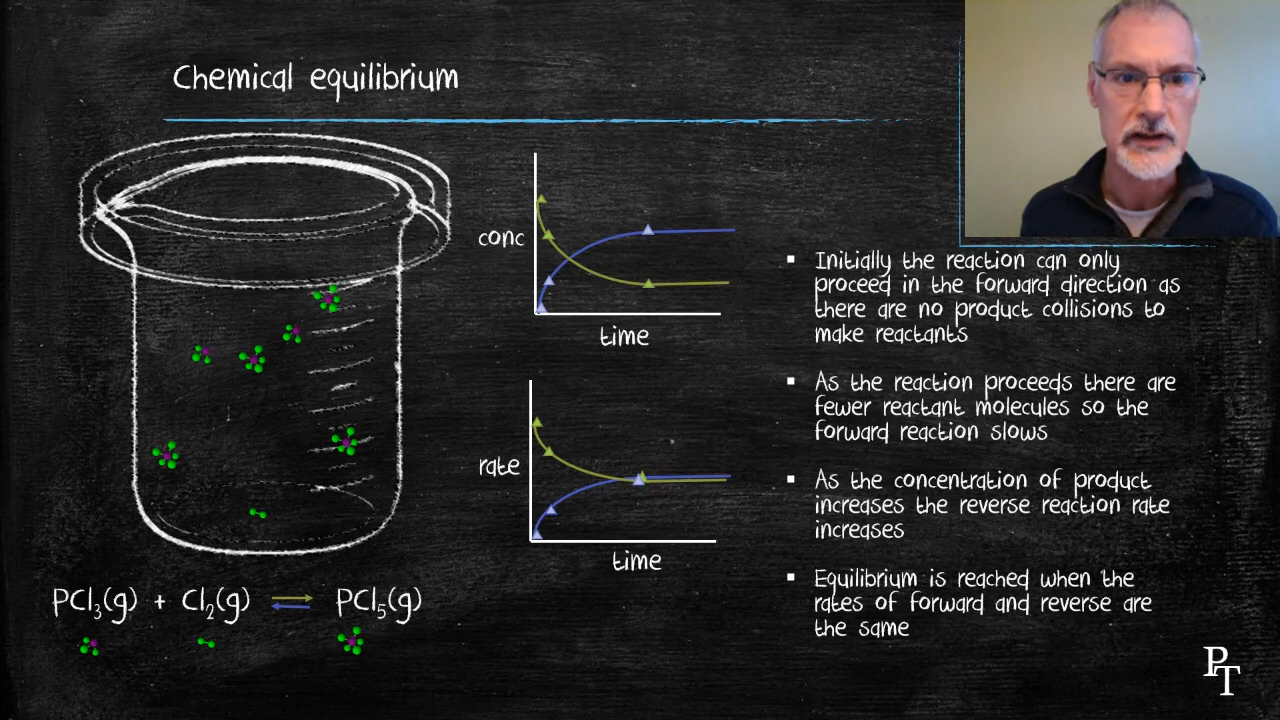 Chemical equilibrium
conc
time
rate
time
PCl₃(g) + Cl₂(g) ⇌ PCl₅(g)
▪ Initially the reaction can only
proceed in the forward direction as
there are no product collisions to
make reactants
▪ As the reaction proceeds there are
fewer reactant molecules so the
forward reaction slows
▪ As the concentration of product
increases the reverse reaction rate
increases
▪ Equilibrium is reached when the
rates of forward and reverse are
the same
PT